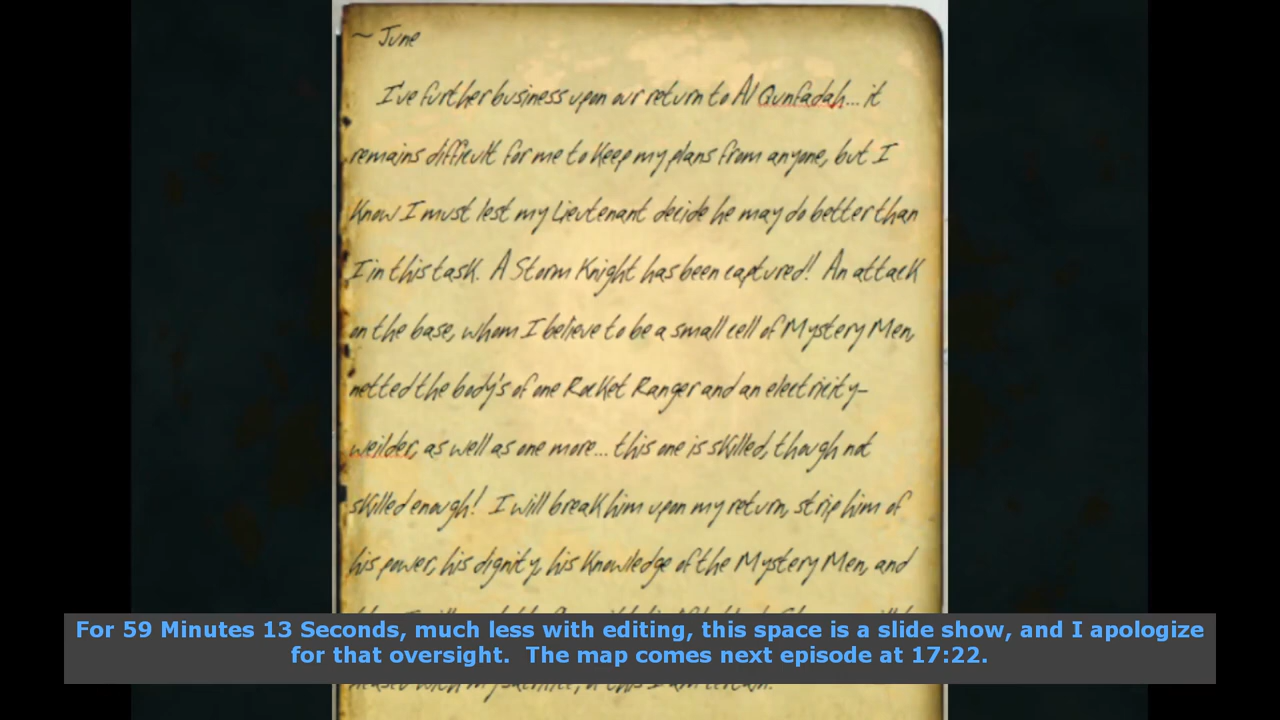 ~ June
I've further business upon our return to Al Qunfadah... it
remains difficult for me to keep my plans from anyone, but I
know I must lest my Lieutenant decide he may do better than
I in this task. A Storm Knight has been captured! An attack
on the base, whom I believe to be a small cell of Mystery Men,
netted the body's of one Rocket Ranger and an electricity-
weilder, as well as one more... this one is skilled, though not
skilled enough! I will break him upon my return, strip him of
his power, his dignity, his knowledge of the Mystery Men, and
For 59 Minutes 13 Seconds, much less with editing, this space is a slide show, and I apologize
for that oversight. The map comes next episode at 17:22.